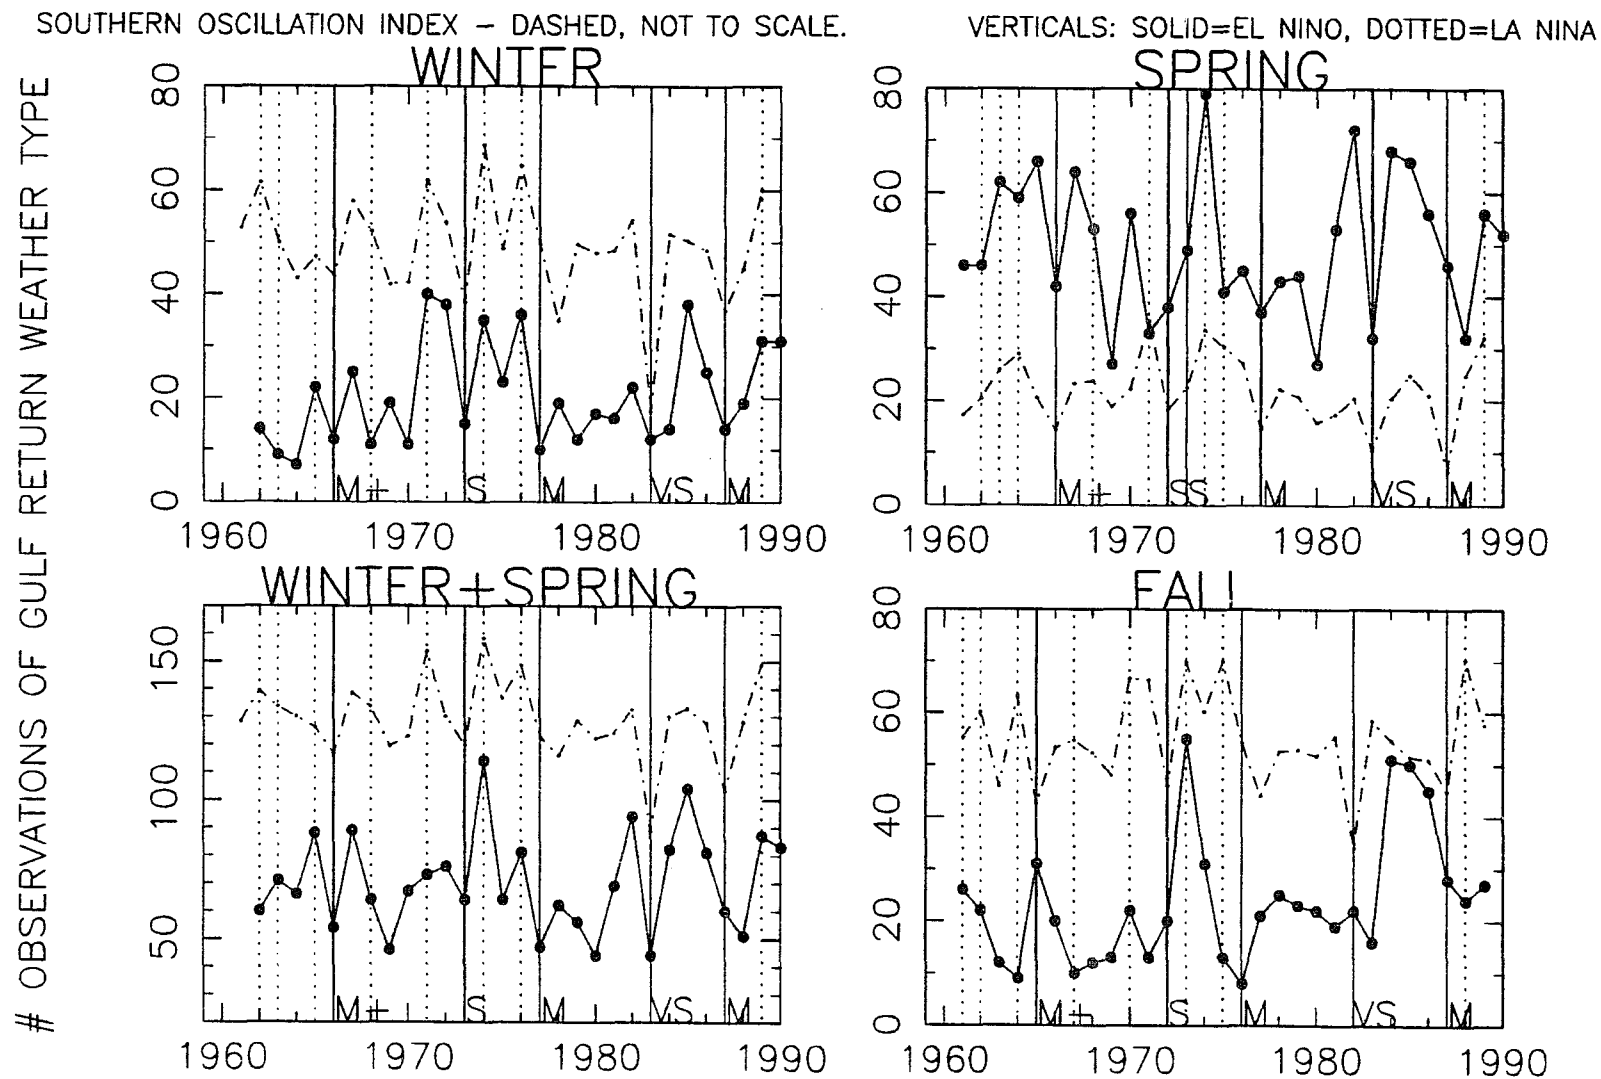 SOUTHERN OSCILLATION INDEX – DASHED, NOT TO SCALE.
VERTICALS: SOLID=EL NINO, DOTTED=LA NINA
# OBSERVATIONS OF GULF RETURN WEATHER TYPE
WINTER
80
60
40
20
0
M+ S M VS M
1960 1970 1980 1990
SPRING
80
60
40
20
0
M+ SS M VS M
1960 1970 1980 1990
WINTER+SPRING
150
100
50
M+ S M VS M
1960 1970 1980 1990
FALL
80
60
40
20
0
M+ S M VS M
1960 1970 1980 1990